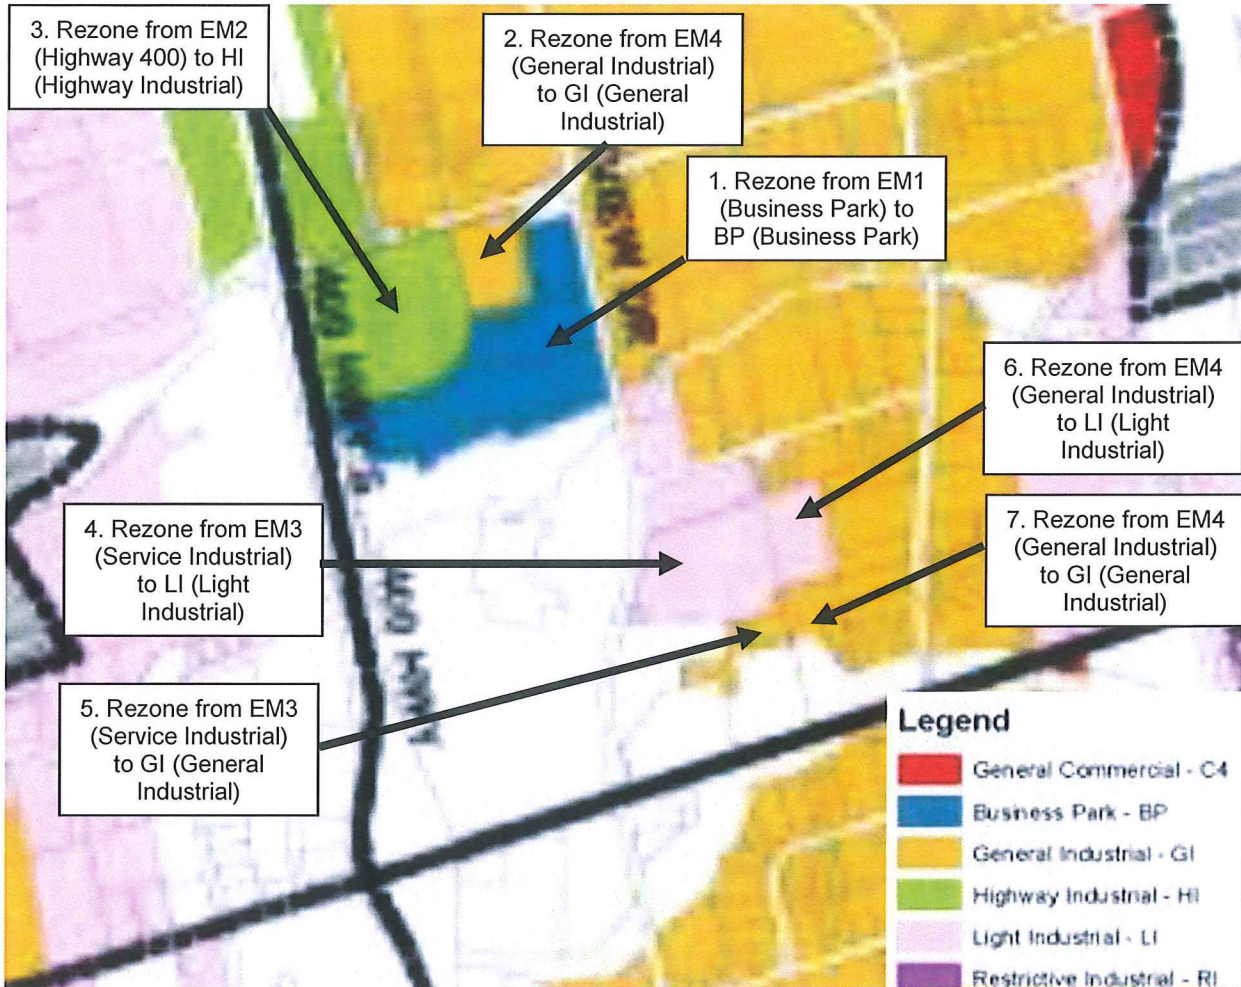 3. Rezone from EM2
(Highway 400) to HI
(Highway Industrial)
2. Rezone from EM4
(General Industrial)
to GI (General
Industrial)
1. Rezone from EM1
(Business Park) to
BP (Business Park)
6. Rezone from EM4
(General Industrial)
to LI (Light
Industrial)
4. Rezone from EM3
(Service Industrial)
to LI (Light
Industrial)
7. Rezone from EM4
(General Industrial)
to GI (General
Industrial)
5. Rezone from EM3
(Service Industrial)
to GI (General
Industrial)
Legend
General Commercial - C4
Business Park - BP
General Industrial - GI
Highway Industrial - HI
Light Industrial - LI
Restrictive Industrial - RI